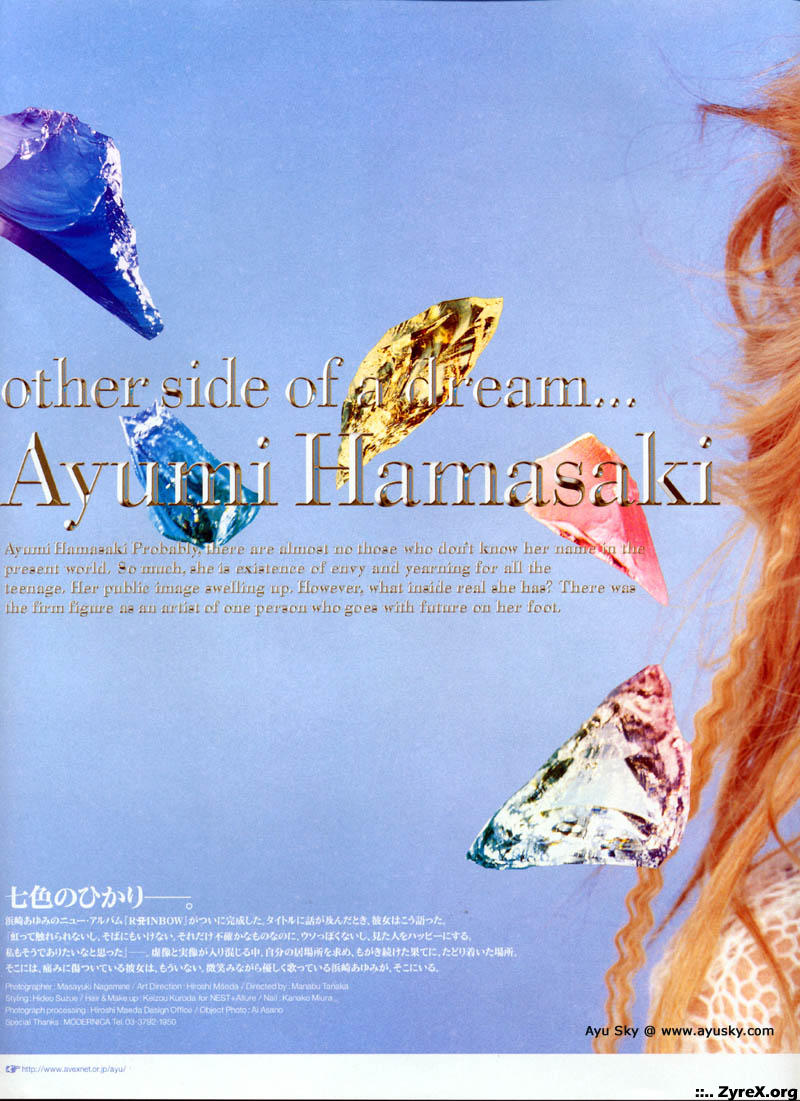 other side of a dream...
Ayumi Hamasaki
Ayumi Hamasaki Probably, there are almost no those who don't know her name in the
present world. So much, she is existence of envy and yearning for all the
teenage. Her public image swelling up. However, what inside real she has? There was
the firm figure as an artist of one person who goes with future on her foot.
七色のひかり——。
浜崎あゆみのニュー・アルバム『RINBOW』がついに完成した。タイトルに話が及んだとき、彼女はこう語った。
「虹って触れられないし、そばにもいけない。それだけ不確かなものなのに、ウソっぽくないし、見た人をハッピーにする。
私もそうでありたいなと思った」——。虚像と実像が入り混じる中、自分の居場所を求め、もがき続けた果てに、たどり着いた場所。
そこには、痛みに傷ついている彼女は、もういない。微笑みながら優しく歌っている浜崎あゆみが、そこにいる。
Photographer : Masayuki Nagamine / Art Direction : Hiroshi Maeda / Directed by : Manabu Tanaka
Styling : Hideo Suzue / Hair & Make up : Keizou Kuroda for NEST+Allure / Nail : Kanako Miura
Photograph processing : Hiroshi Maeda Dasign Office / Object Photo : Ai Asano
Special Thanks : MODERNICA Tel. 03-3792-1950
Ayu Sky @ www.ayusky.com
http://www.avexnet.or.jp/ayu/
::.. ZyreX.org